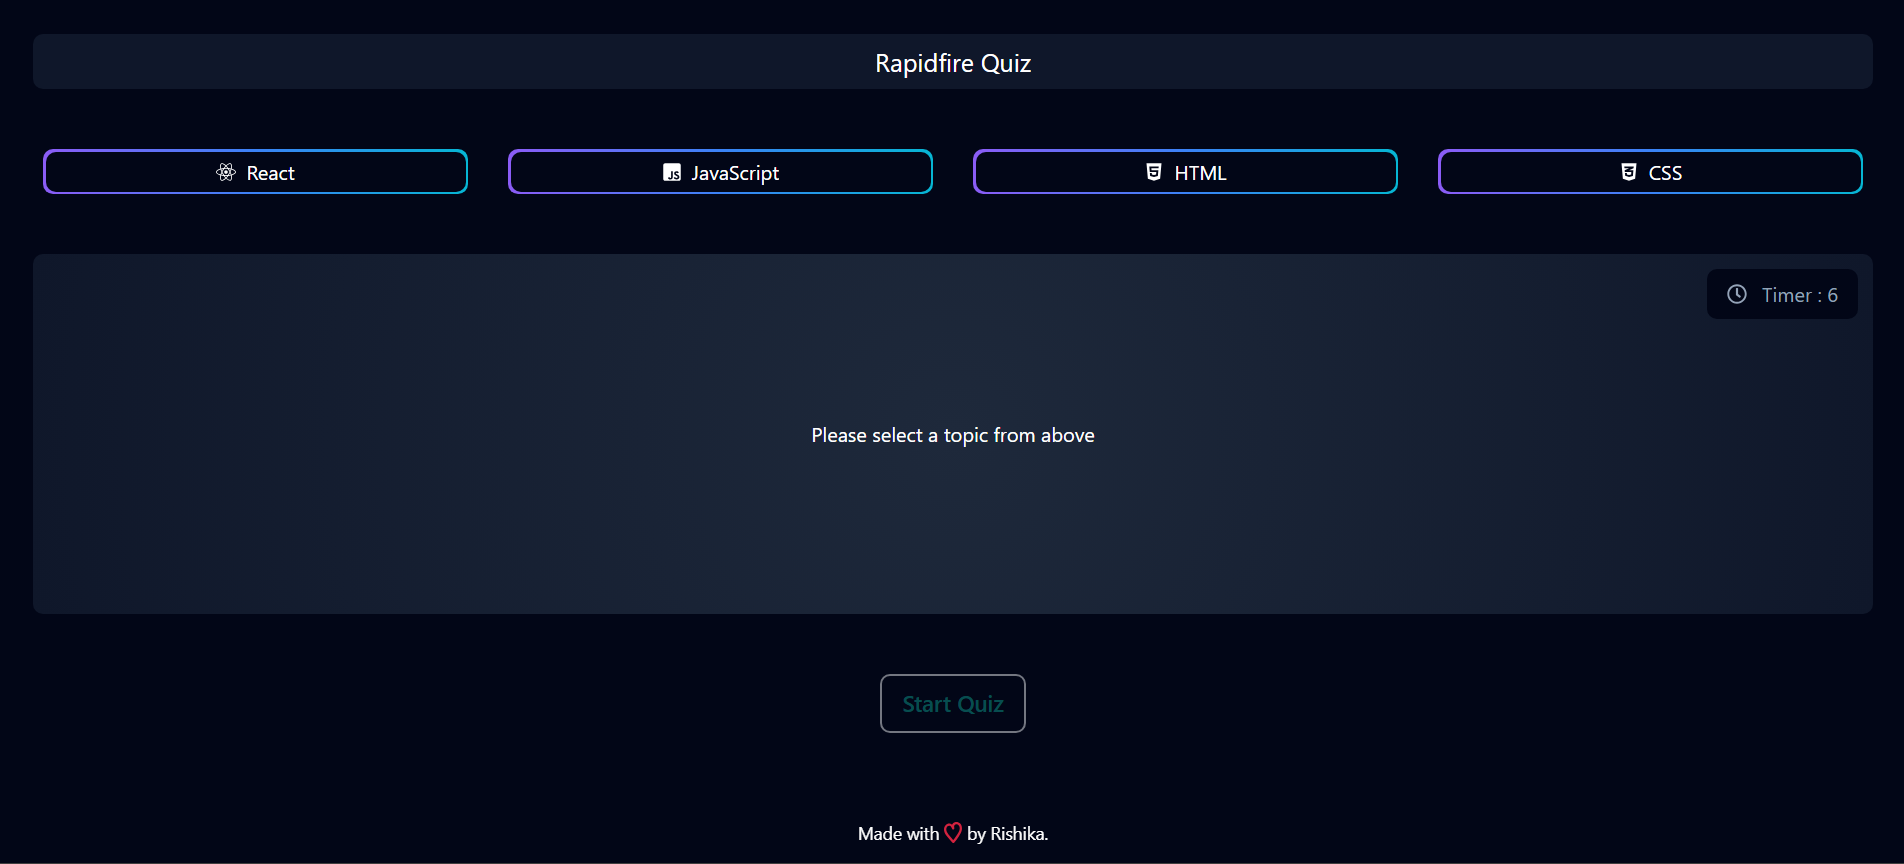 Rapidfire Quiz
React
JavaScript
HTML
CSS
Timer : 6
Please select a topic from above
Start Quiz
Made with by Rishika.